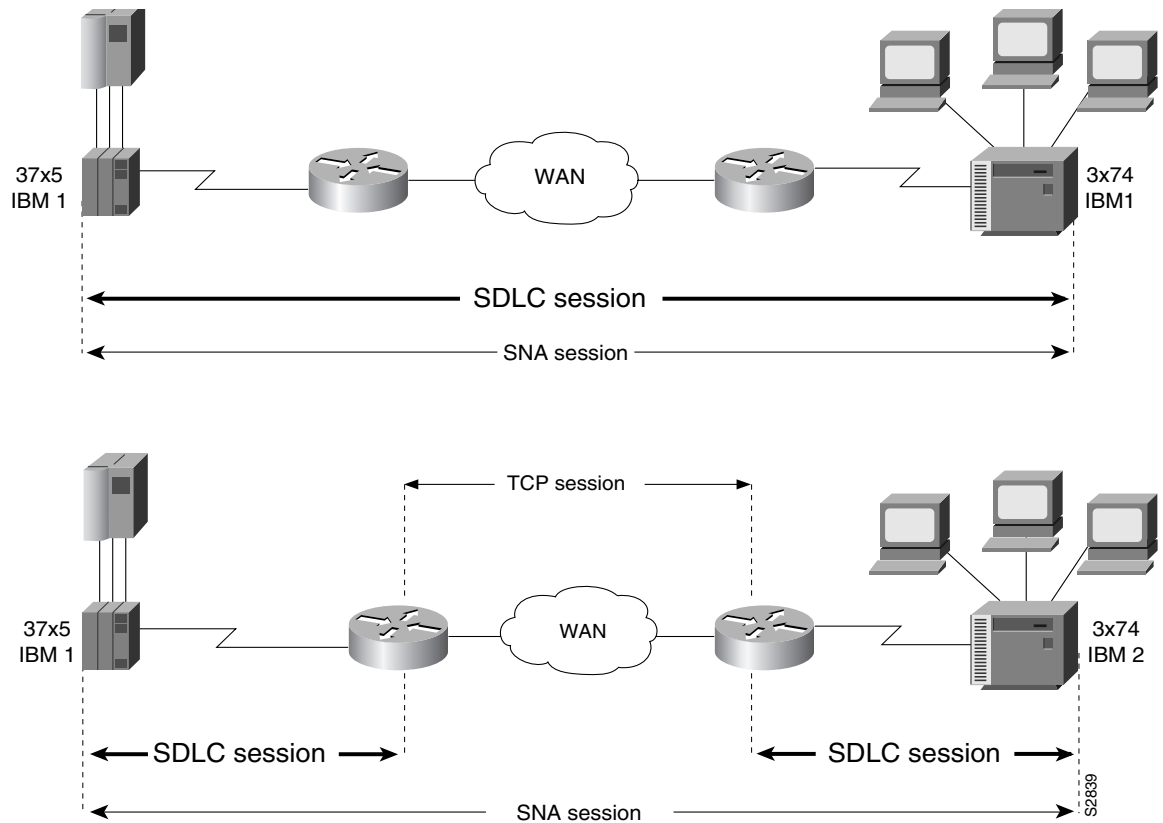 37x5
IBM 1
WAN
3x74
IBM1
SDLC session
SNA session
TCP session
37x5
IBM 1
WAN
3x74
IBM 2
SDLC session
SDLC session
SNA session
S2839